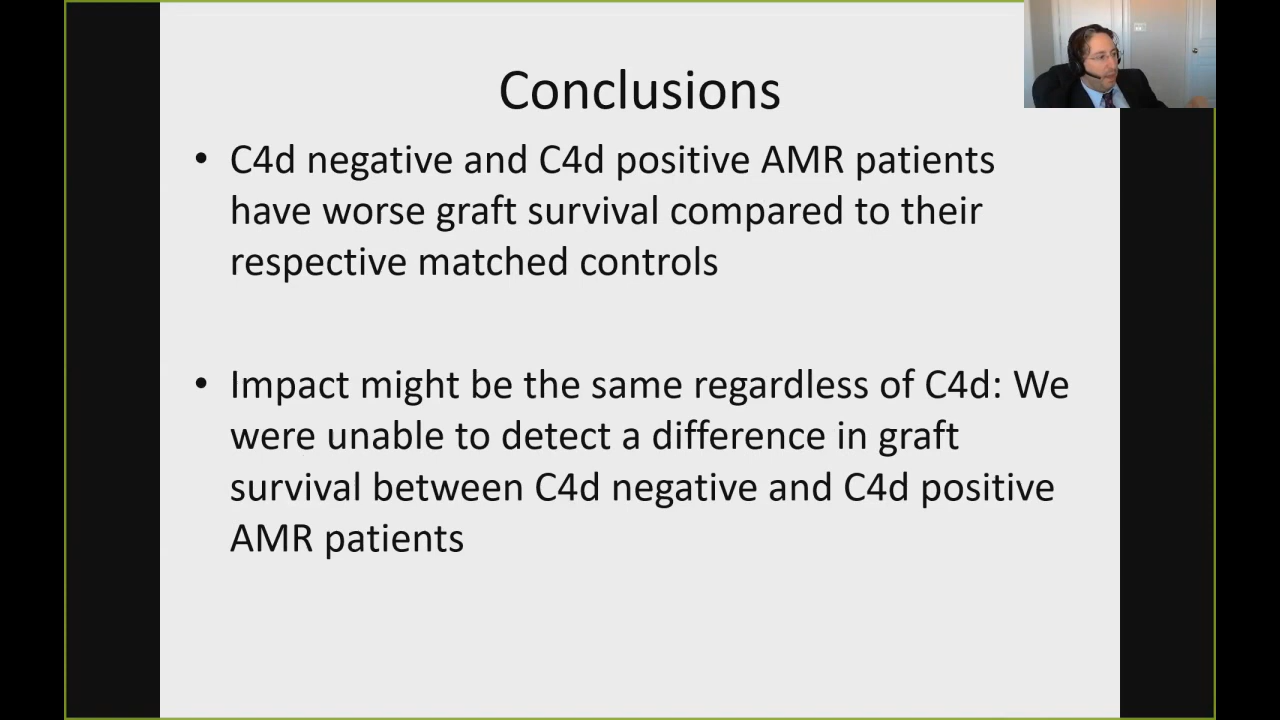 Conclusions
• C4d negative and C4d positive AMR patients
have worse graft survival compared to their
respective matched controls
• Impact might be the same regardless of C4d: We
were unable to detect a difference in graft
survival between C4d negative and C4d positive
AMR patients